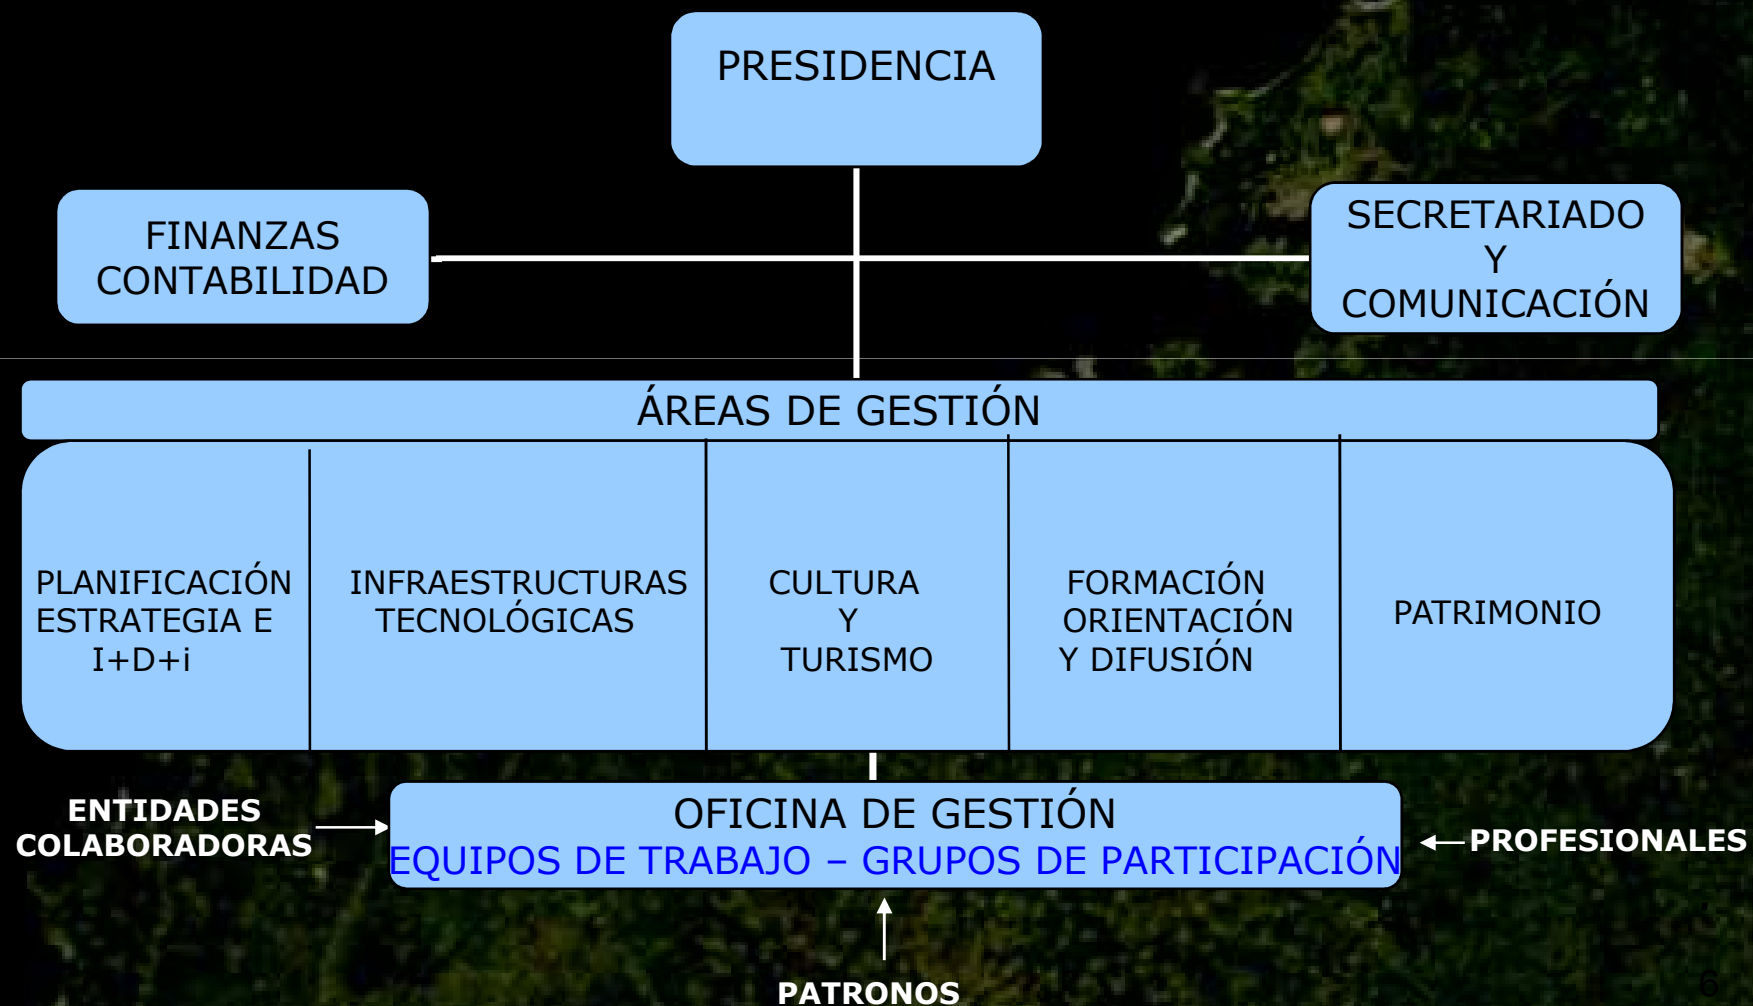 PRESIDENCIA
FINANZAS
CONTABILIDAD
SECRETARIADO
Y
COMUNICACIÓN
ÁREAS DE GESTIÓN
PLANIFICACIÓN
ESTRATEGIA E
I+D+i
INFRAESTRUCTURAS
TECNOLÓGICAS
CULTURA
Y
TURISMO
FORMACIÓN
ORIENTACIÓN
Y DIFUSIÓN
PATRIMONIO
ENTIDADES
COLABORADORAS
OFICINA DE GESTIÓN
EQUIPOS DE TRABAJO – GRUPOS DE PARTICIPACIÓN
PROFESIONALES
PATRONOS
6